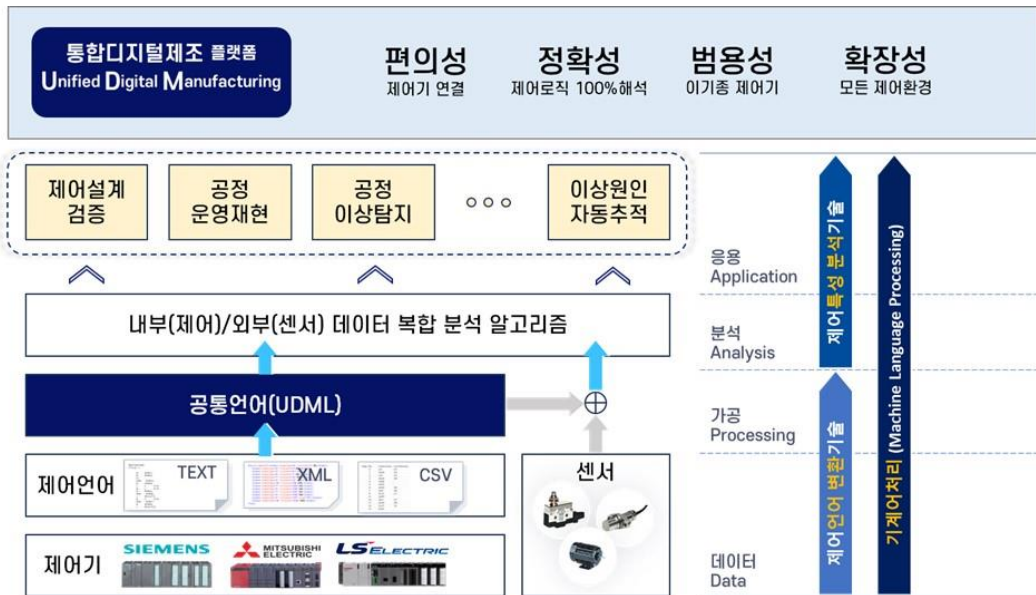 통합디지털제조 플랫폼
Unified Digital Manufacturing
편의성
제어기 연결
정확성
제어로직 100%해석
범용성
이기종 제어기
확장성
모든 제어환경
제어설계
검증
공정
운영재현
공정
이상탐지
이상원인
자동추적
내부(제어)/외부(센서) 데이터 복합 분석 알고리즘
공통언어(UDML)
제어언어
TEXT
XML
CSV
센서
제어기
SIEMENS
MITSUBISHI
ELECTRIC
LS ELECTRIC
응용
Application
분석
Analysis
가공
Processing
데이터
Data
제어특성 분석기술
제어언어 변환기술
기계어처리 (Machine Language Processing)